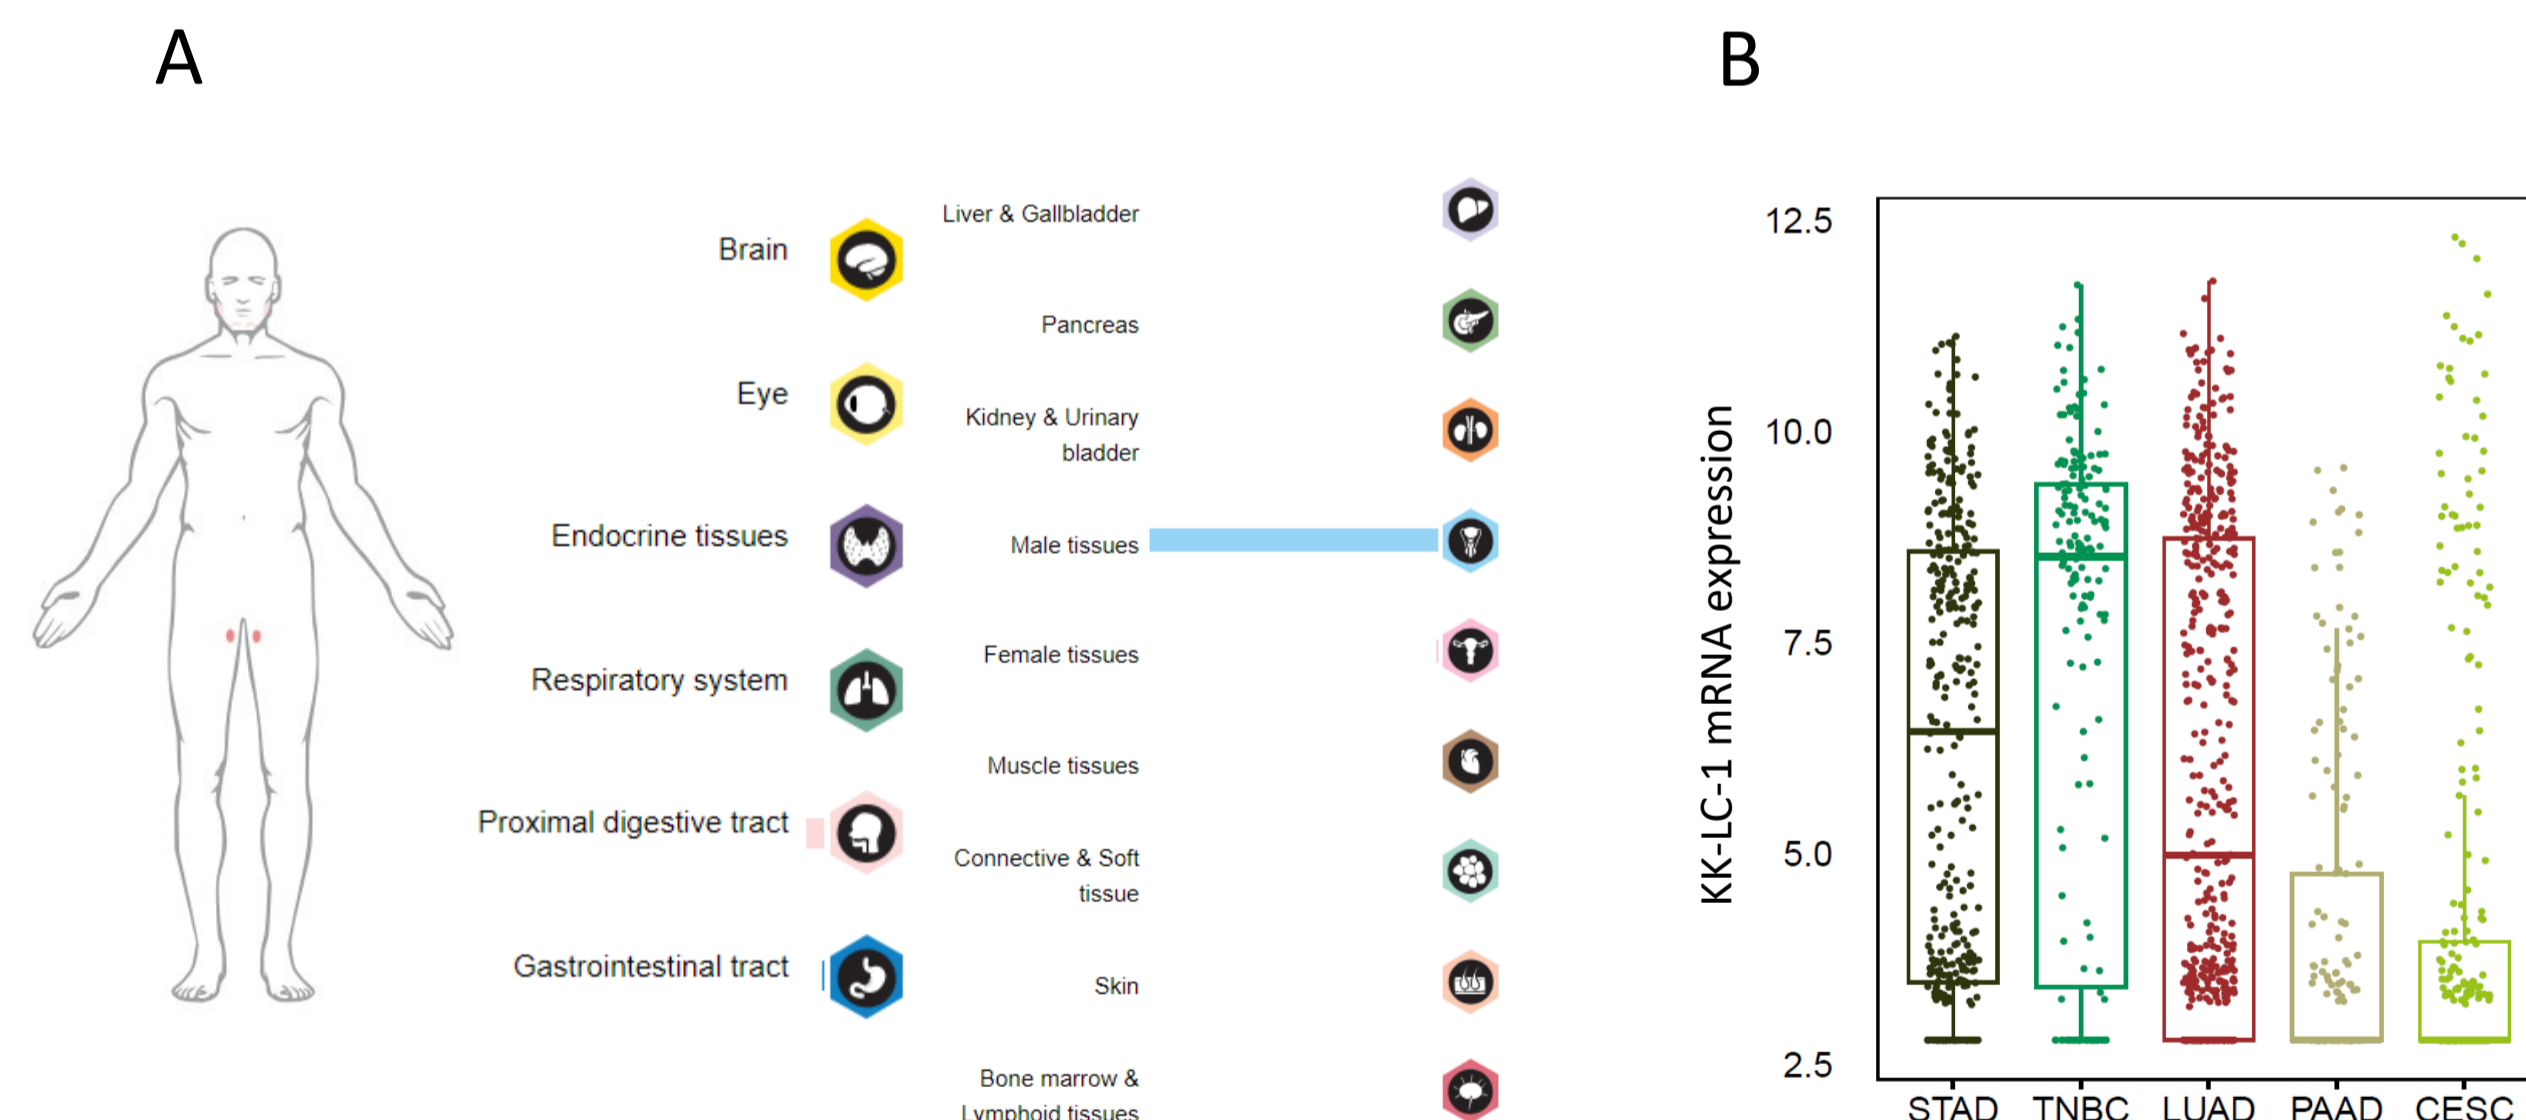 A
B
Brain
Eye
Endocrine tissues
Respiratory system
Proximal digestive tract
Gastrointestinal tract
Liver & Gallbladder
Pancreas
Kidney & Urinary
bladder
Male tissues
Female tissues
Muscle tissues
Connective & Soft
tissue
Skin
Bone marrow &
Lymphoid tissues
KK-LC-1 mRNA expression
12.5
10.0
7.5
5.0
2.5
STAD TNBC LUAD PAAD CESC